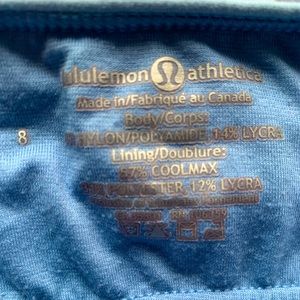 lululemon athletica
Made in/Fabriqué au Canada
Body/Corps:
NYLON/POLYAMIDE, 14% LYCRA
Lining/Doublure:
57% COOLMAX
POLYESTER, 12% LYCRA
8